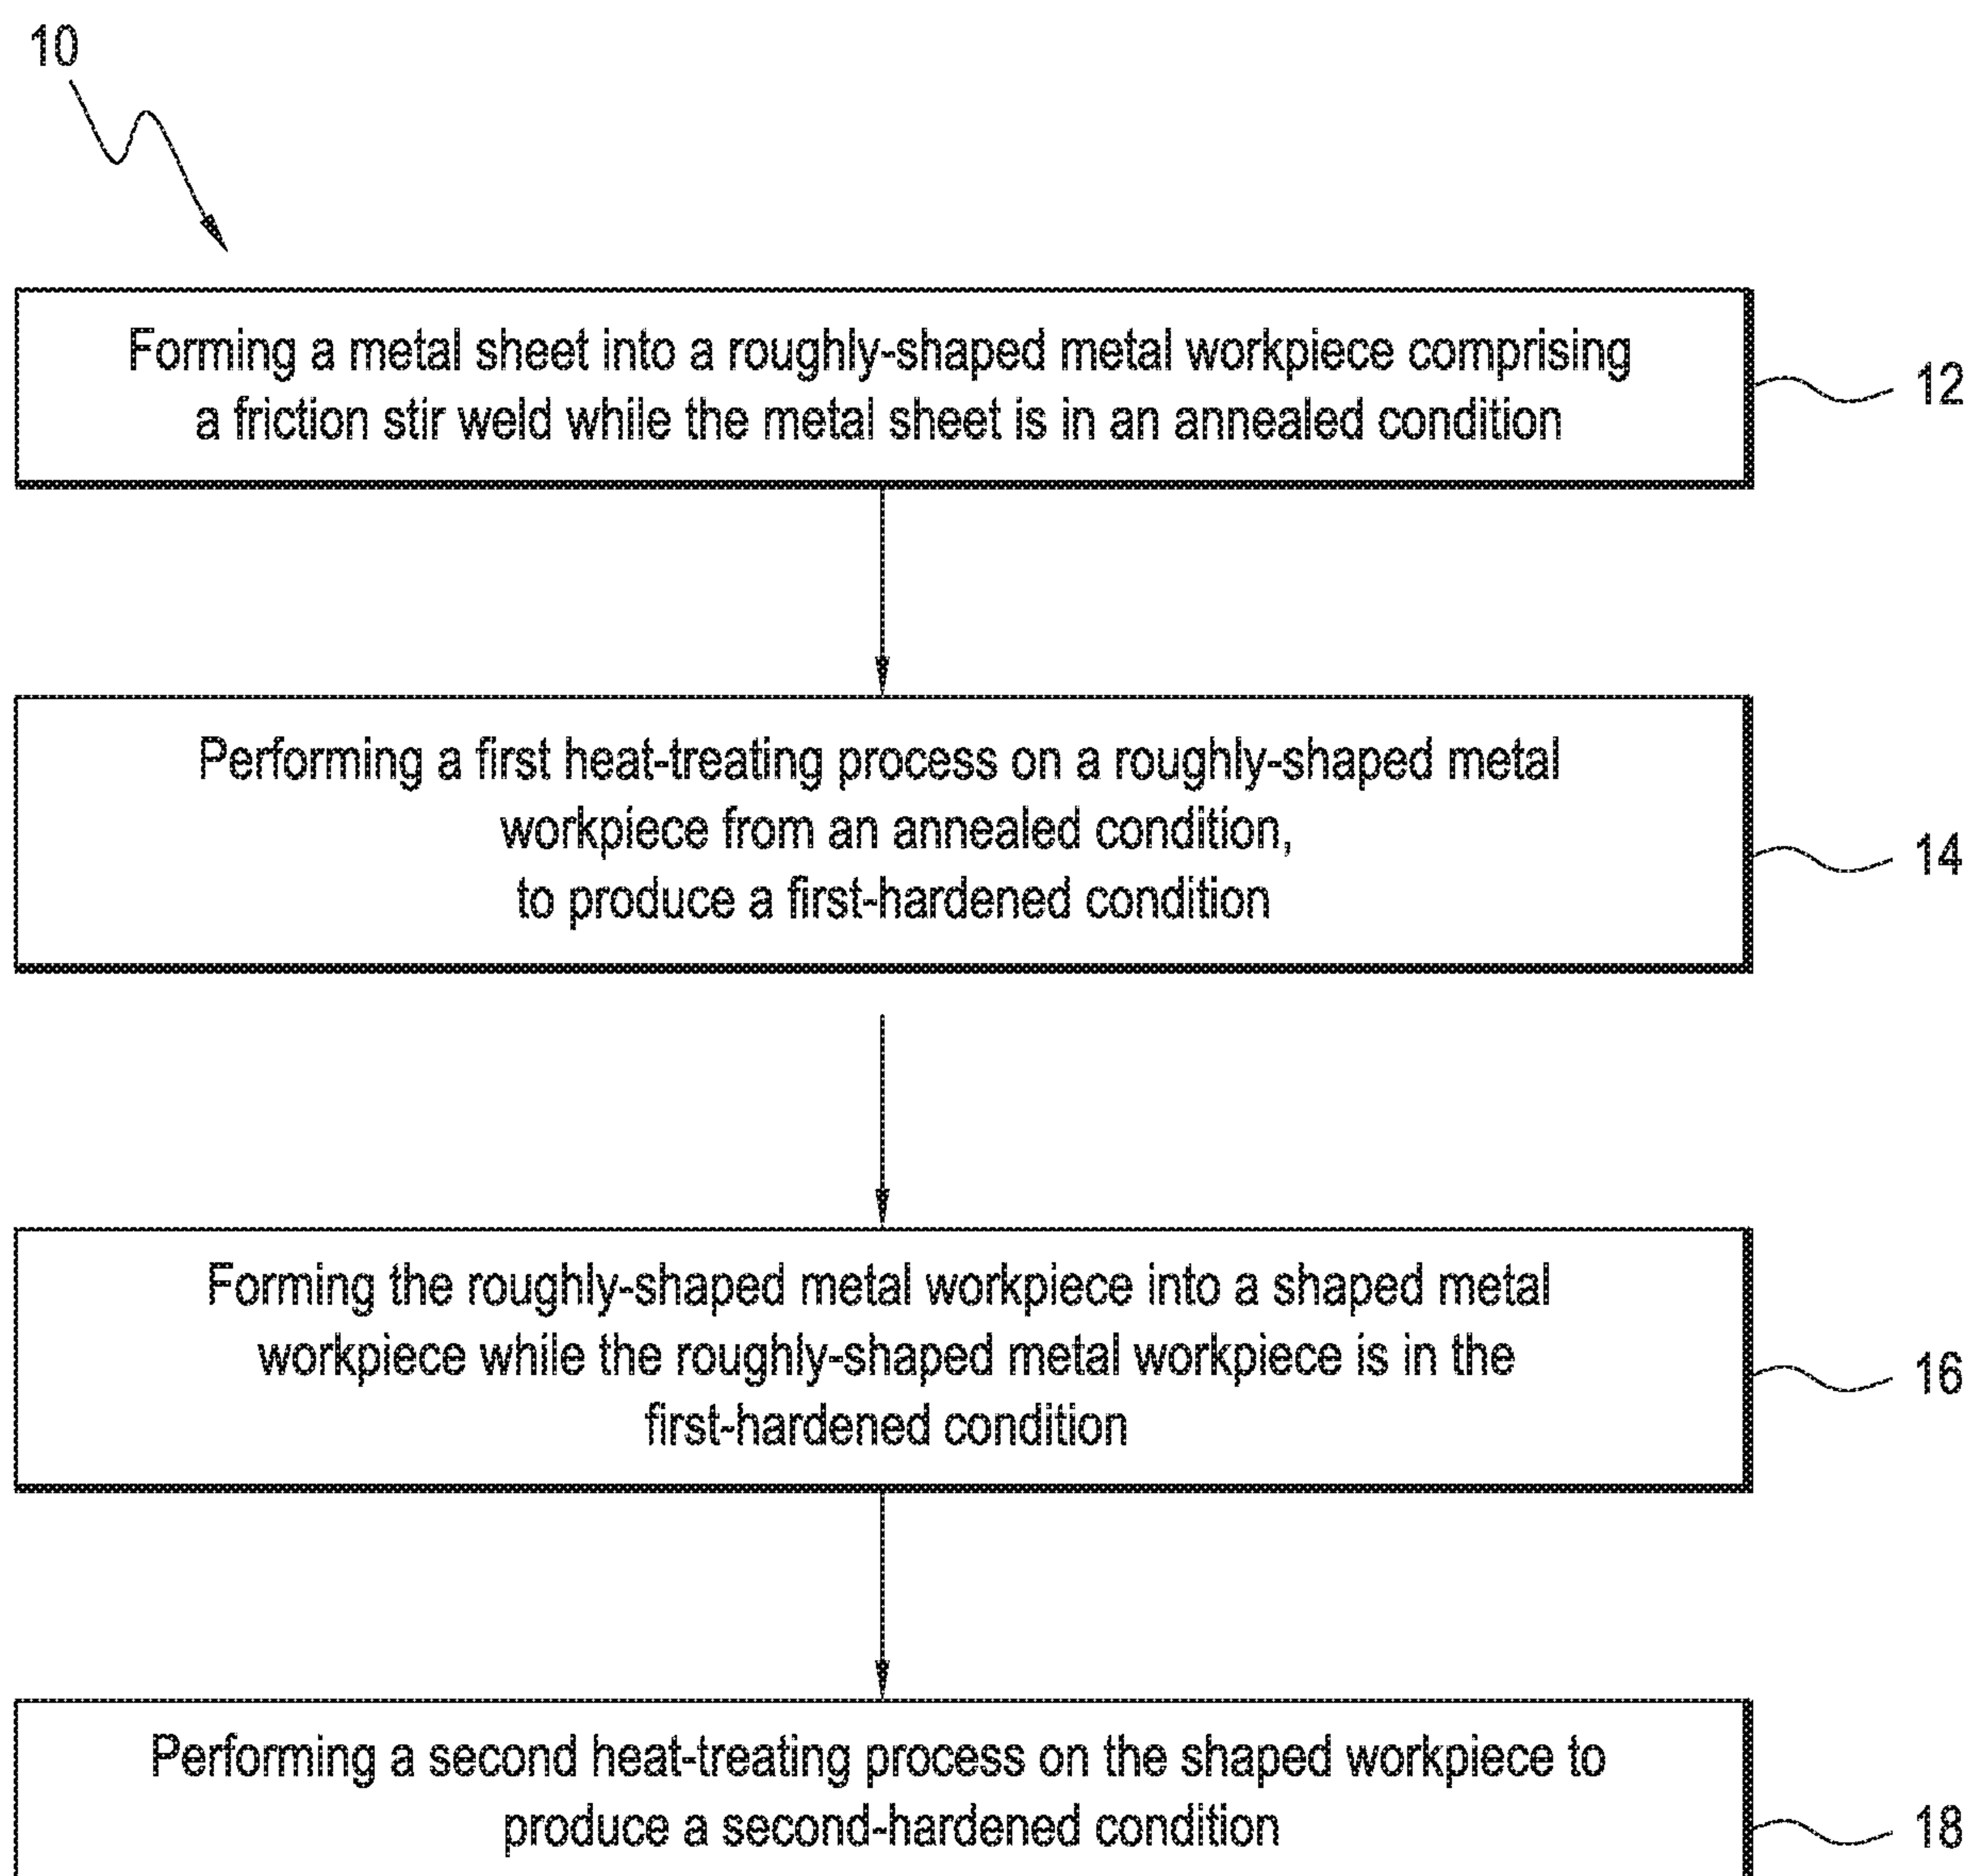 10
Forming a metal sheet into a roughly-shaped metal workpiece comprising
a friction stir weld while the metal sheet is in an annealed condition
12
Performing a first heat-treating process on a roughly-shaped metal
workpiece from an annealed condition,
to produce a first-hardened condition
14
Forming the roughly-shaped metal workpiece into a shaped metal
workpiece while the roughly-shaped metal workpiece is in the
first-hardened condition
16
Performing a second heat-treating process on the shaped workpiece to
produce a second-hardened condition
18